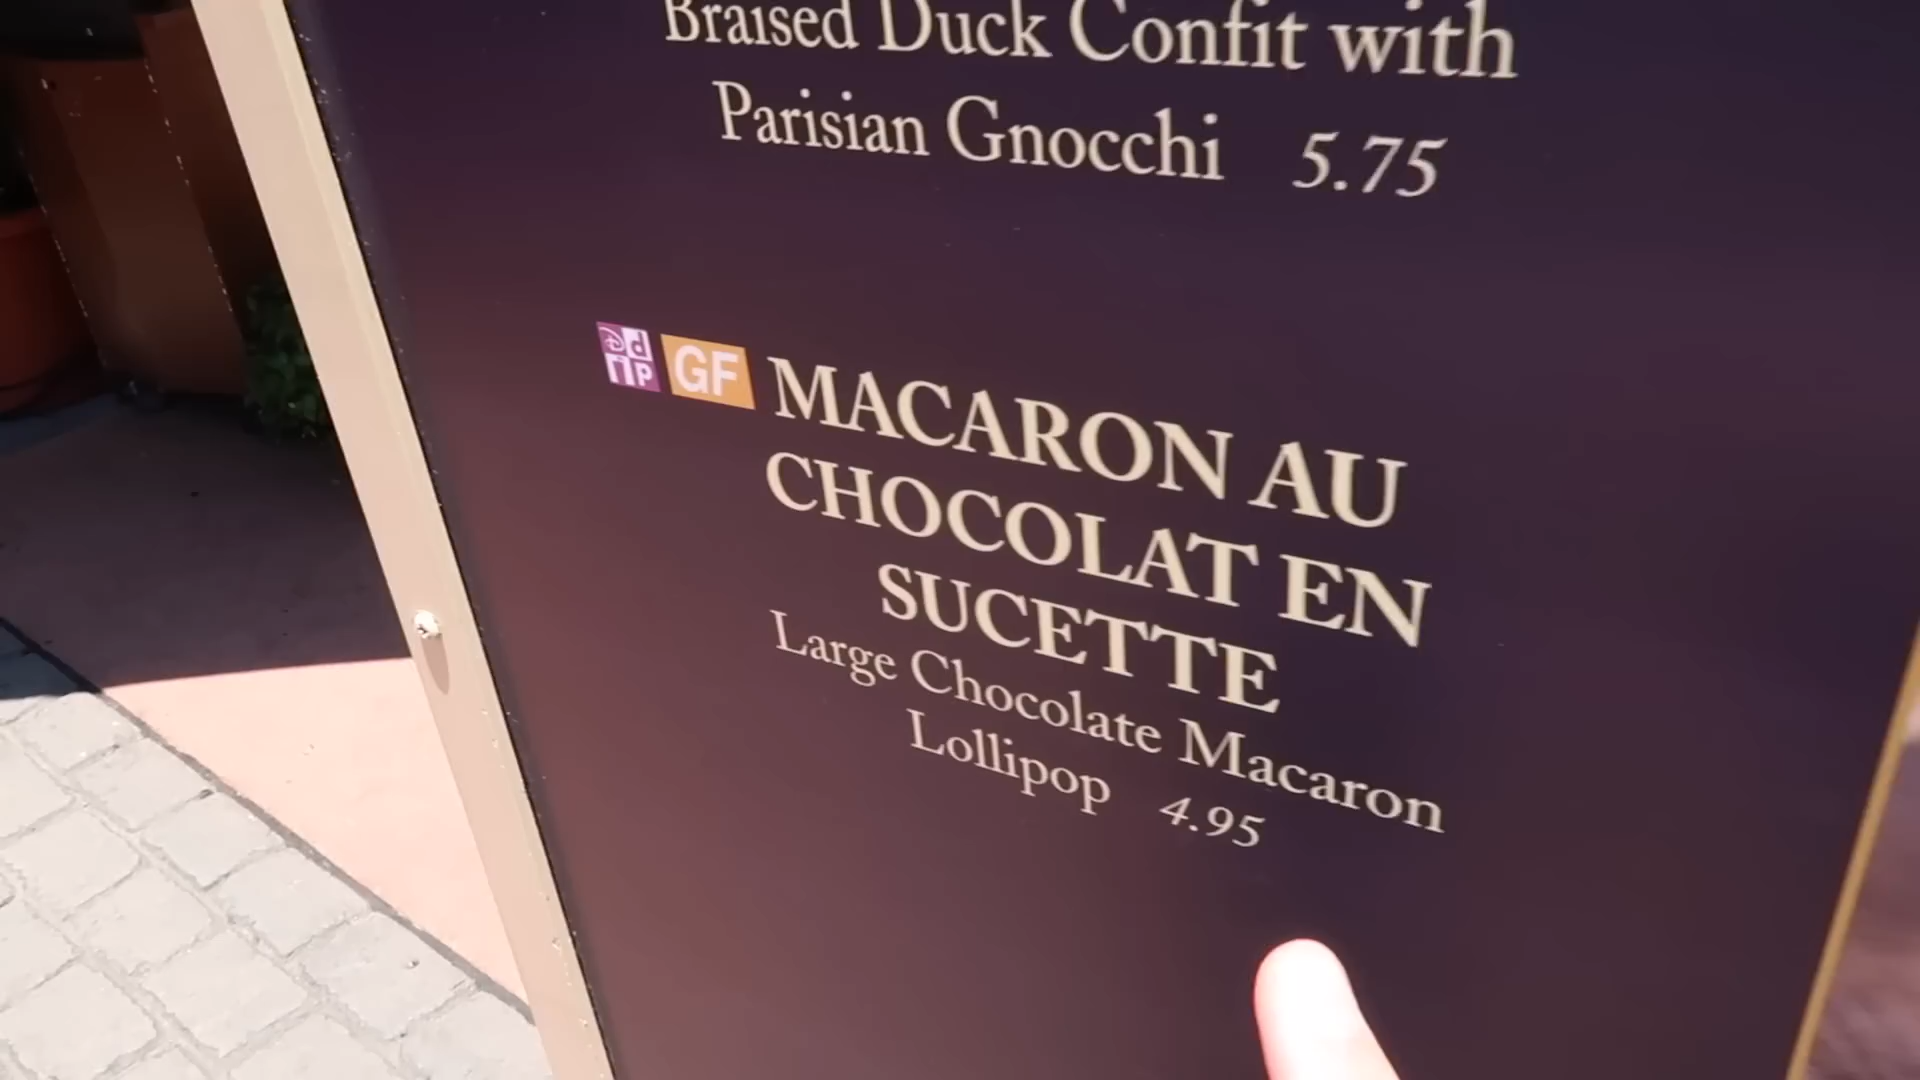 Braised Duck Confit with
Parisian Gnocchi 5.75
DdnP GF MACARON AU
CHOCOLAT EN
SUCETTE
Large Chocolate Macaron
Lollipop 4.95